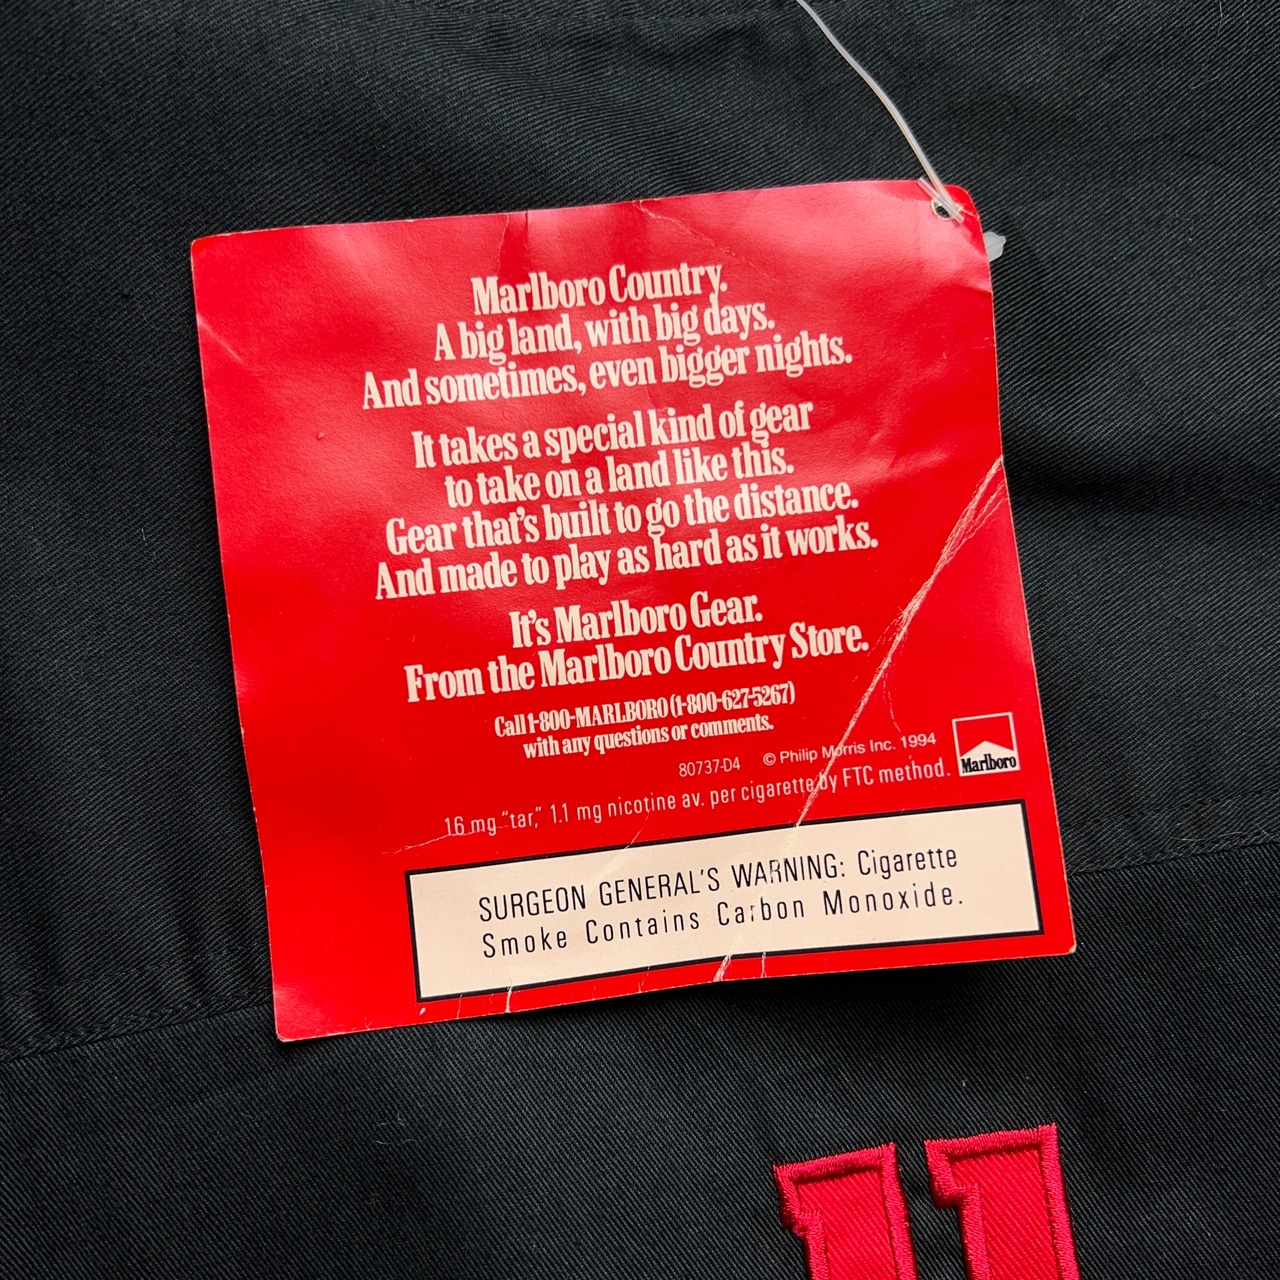 Marlboro Country.
A big land, with big days.
And sometimes, even bigger nights.
It takes a special kind of gear
to take on a land like this.
Gear that's built to go the distance.
And made to play as hard as it works.
It's Marlboro Gear.
From the Marlboro Country Store.
Call 1-800-MARLBORO (1-800-627-5267)
with any questions or comments.
80737-D4 © Philip Morris Inc. 1994
Marlboro
16 mg "tar," 1.1 mg nicotine av. per cigarette by FTC method.
SURGEON GENERAL'S WARNING: Cigarette
Smoke Contains Carbon Monoxide.